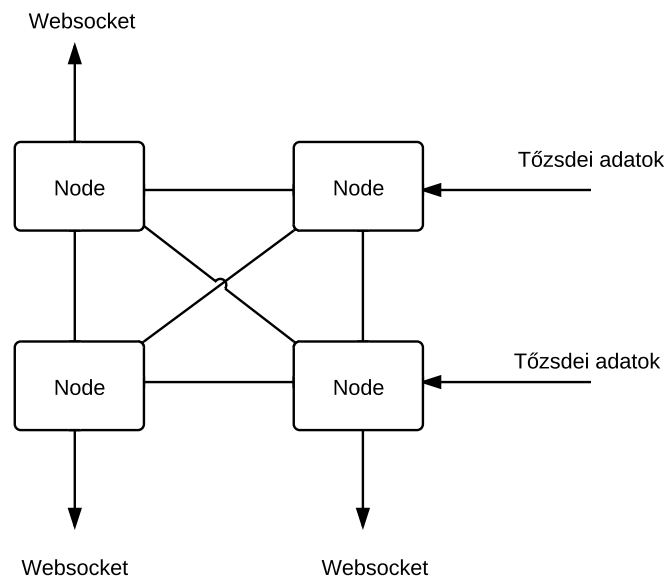 Websocket
Node
Node
Tőzsdei adatok
Node
Node
Tőzsdei adatok
Websocket
Websocket